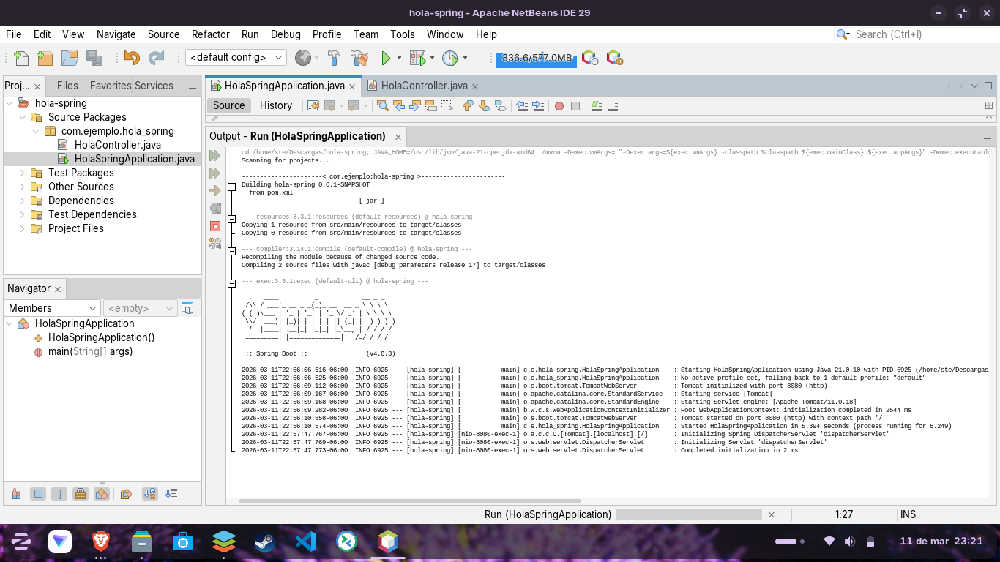 hola-spring - Apache NetBeans IDE 29
File Edit View Navigate Source Refactor Run Debug Profile Team Tools Window Help
Search (Ctrl+I)
<default config>
336.6/577.0MB
Proj... Files Favorites Services
HolaSpringApplication.java HolaController.java
Source History
hola-spring
Source Packages
com.ejemplo.hola_spring
HolaController.java
HolaSpringApplication.java
Test Packages
Other Sources
Dependencies
Test Dependencies
Project Files
Navigator
Members
<empty>
HolaSpringApplication
HolaSpringApplication()
main(String[] args)
Output - Run (HolaSpringApplication)
cd /home/ste/Descargas/hola-spring; JAVA_HOME=/usr/lib/jvm/java-21-openjdk-amd64 ./mvnw -Dexec.vmArgs= "-Dexec.args=${exec.vmArgs} -classpath %classpath ${exec.mainClass} ${exec.appArgs}" -Dexec.executable
Scanning for projects...
----------------------< com.ejemplo:hola-spring >-----------------------
Building hola-spring 0.0.1-SNAPSHOT
from pom.xml
--------------------------------[ jar ]---------------------------------
--- resources:3.3.1:resources (default-resources) @ hola-spring ---
Copying 1 resource from src/main/resources to target/classes
Copying 0 resource from src/main/resources to target/classes
--- compiler:3.14.1:compile (default-compile) @ hola-spring ---
Recompiling the module because of changed source code.
Compiling 2 source files with javac [debug parameters release 17] to target/classes
--- exec:3.5.1:exec (default-cli) @ hola-spring ---
  .   ____          _            __ _ _
 /\\ / ___'_ __ _ _(_)_ __  __ _ \ \ \ \
( ( )\___ | '_ | '_| | '_ \/ _` | \ \ \ \
 \\/  ___)| |_)| | | | | || (_| |  ) ) ) )
  '  |____| .__|_| |_|_| |_\__, | / / / /
 =========|_|==============|___/=/_/_/_/
:: Spring Boot ::                (v4.0.3)
2026-03-11T22:56:06.516-06:00  INFO 6925 --- [hola-spring] [           main] c.e.hola_spring.HolaSpringApplication    : Starting HolaSpringApplication using Java 21.0.10 with PID 6925 (/home/ste/Descargas
2026-03-11T22:56:06.525-06:00  INFO 6925 --- [hola-spring] [           main] c.e.hola_spring.HolaSpringApplication    : No active profile set, falling back to 1 default profile: "default"
2026-03-11T22:56:09.112-06:00  INFO 6925 --- [hola-spring] [           main] o.s.boot.tomcat.TomcatWebServer          : Tomcat initialized with port 8080 (http)
2026-03-11T22:56:09.167-06:00  INFO 6925 --- [hola-spring] [           main] o.apache.catalina.core.StandardService   : Starting service [Tomcat]
2026-03-11T22:56:09.168-06:00  INFO 6925 --- [hola-spring] [           main] o.apache.catalina.core.StandardEngine    : Starting Servlet engine: [Apache Tomcat/11.0.18]
2026-03-11T22:56:09.282-06:00  INFO 6925 --- [hola-spring] [           main] b.w.c.s.WebApplicationContextInitializer : Root WebApplicationContext: initialization completed in 2544 ms
2026-03-11T22:56:10.558-06:00  INFO 6925 --- [hola-spring] [           main] o.s.boot.tomcat.TomcatWebServer          : Tomcat started on port 8080 (http) with context path '/'
2026-03-11T22:56:10.574-06:00  INFO 6925 --- [hola-spring] [           main] c.e.hola_spring.HolaSpringApplication    : Started HolaSpringApplication in 5.394 seconds (process running for 6.249)
2026-03-11T22:57:47.767-06:00  INFO 6925 --- [hola-spring] [nio-8080-exec-1] o.a.c.c.C.[Tomcat].[localhost].[/]       : Initializing Spring DispatcherServlet 'dispatcherServlet'
2026-03-11T22:57:47.769-06:00  INFO 6925 --- [hola-spring] [nio-8080-exec-1] o.s.web.servlet.DispatcherServlet        : Initializing Servlet 'dispatcherServlet'
2026-03-11T22:57:47.773-06:00  INFO 6925 --- [hola-spring] [nio-8080-exec-1] o.s.web.servlet.DispatcherServlet        : Completed initialization in 2 ms
Run (HolaSpringApplication)
1:27
INS
11 de mar 23:21